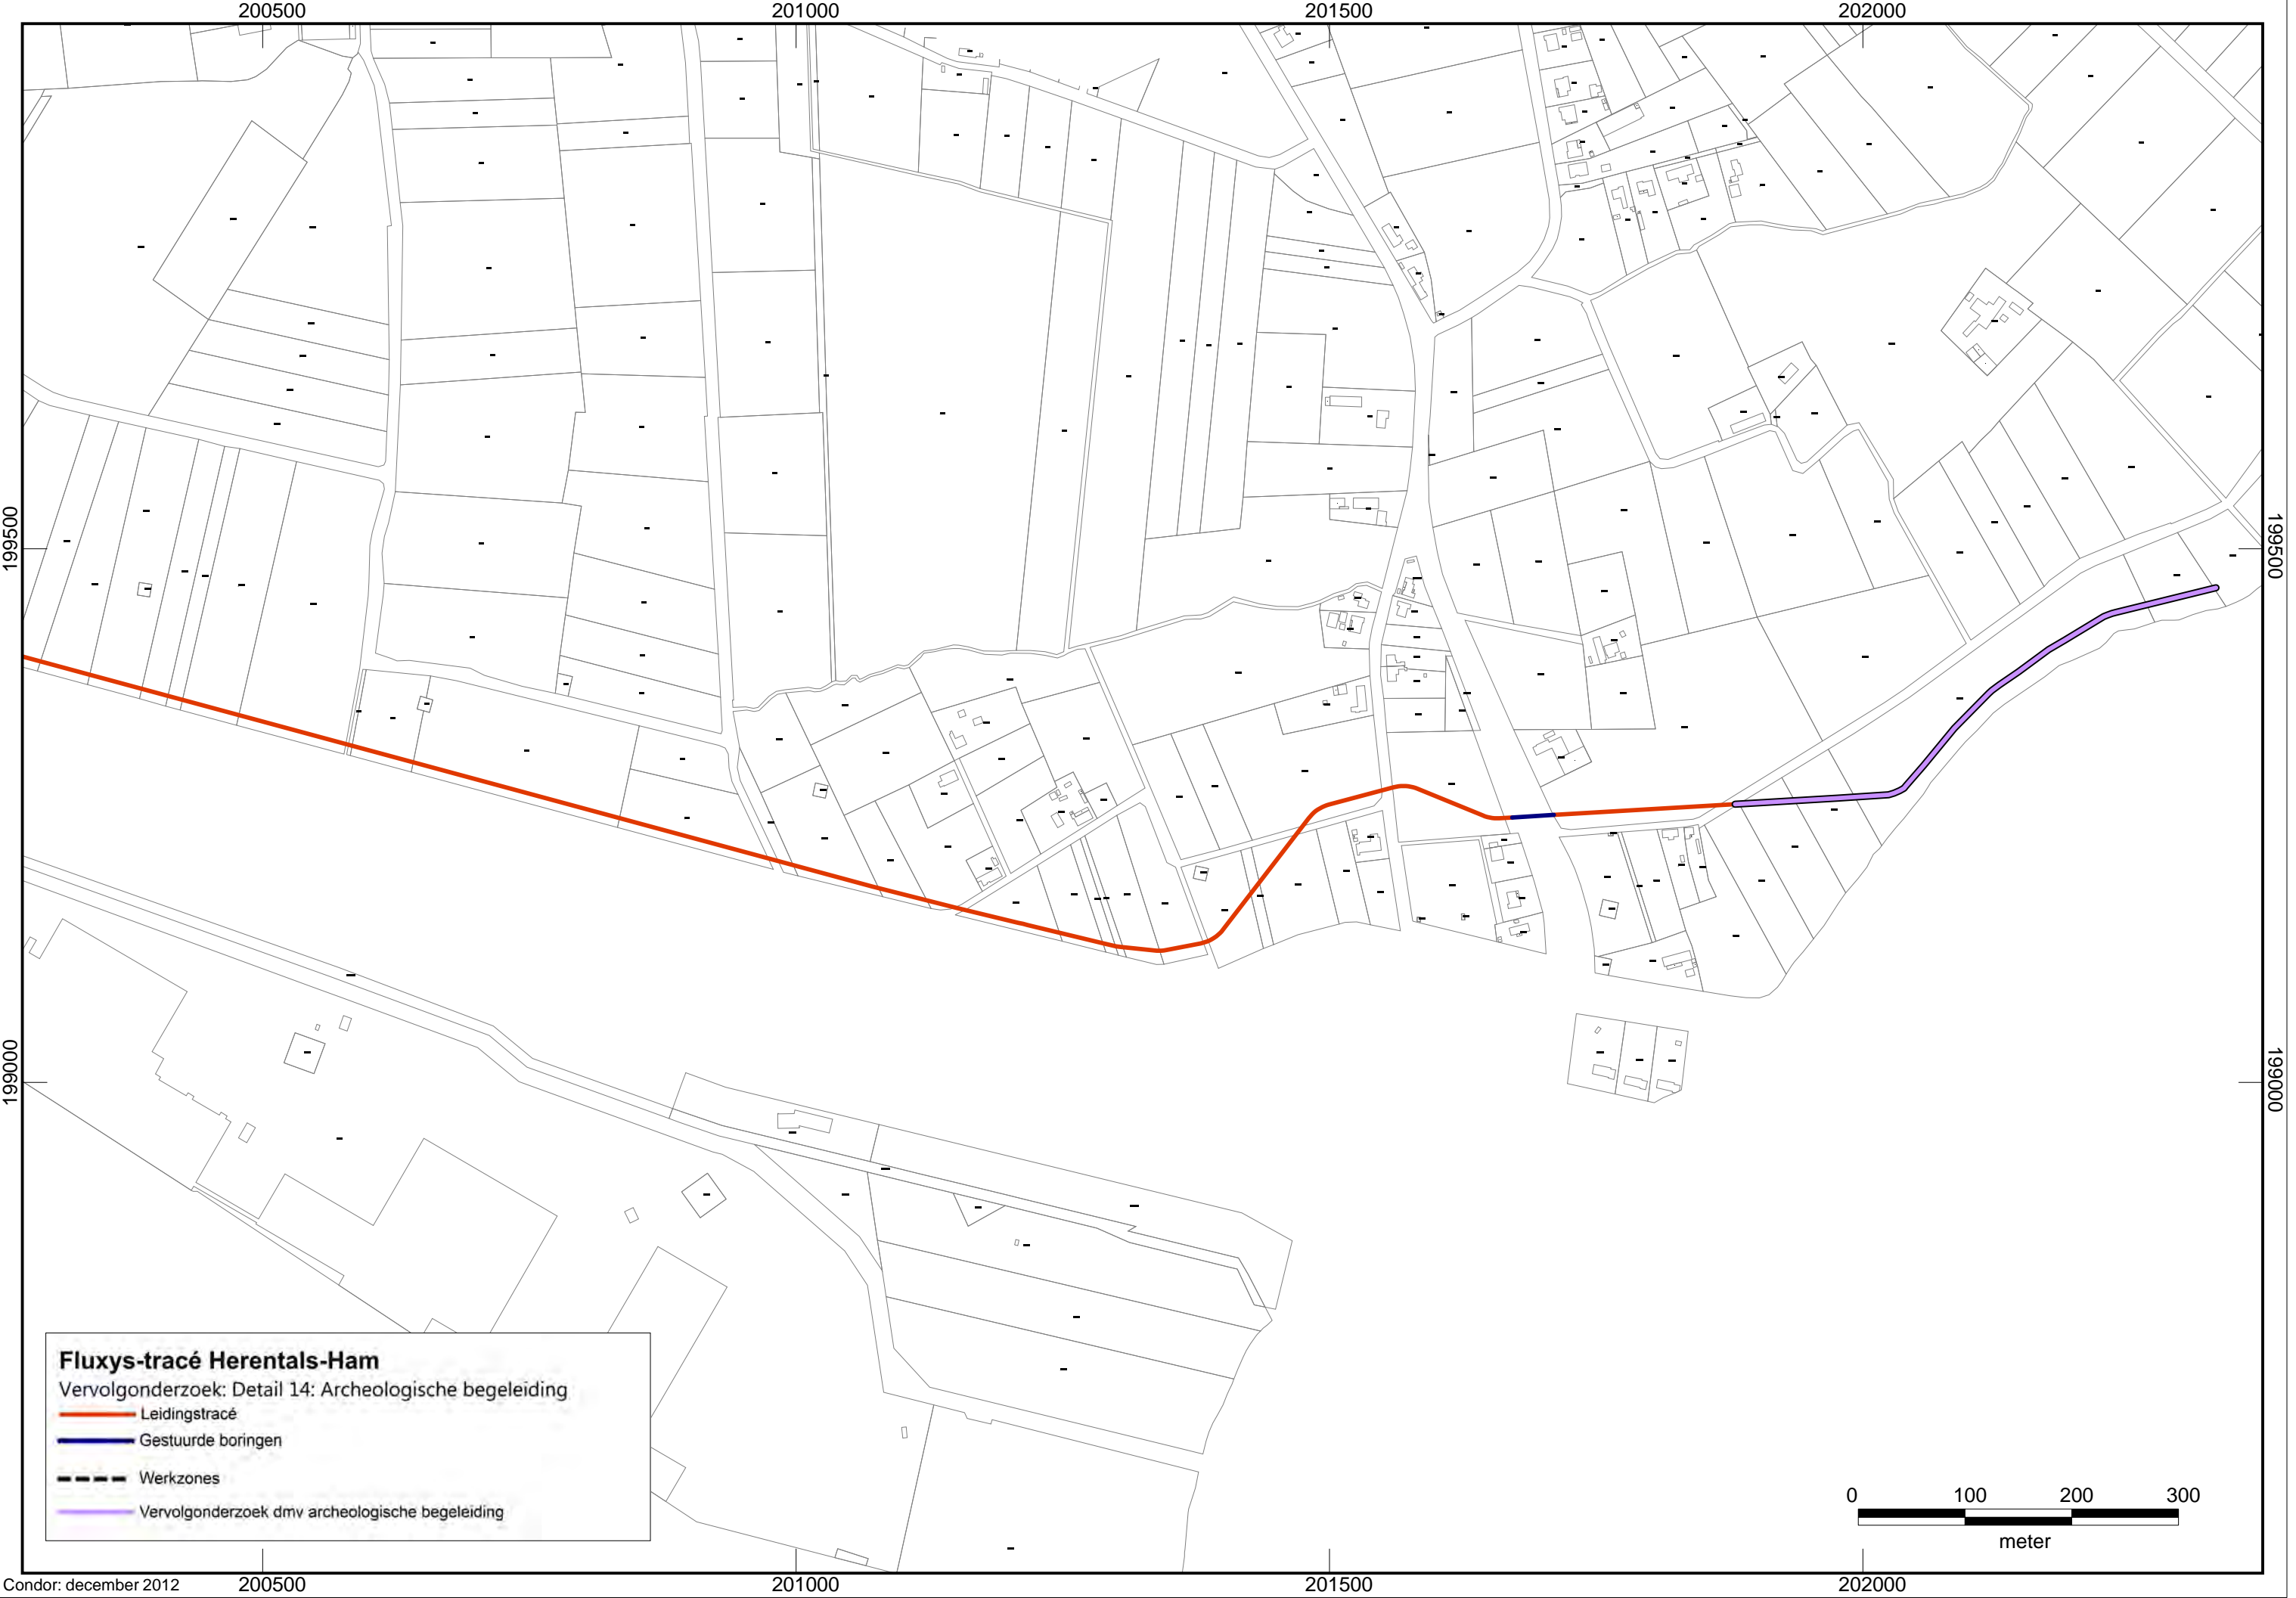 200500 201000 201500 202000
199500 199500
199000 199000
Fluxys-tracé Herentals-Ham
Vervolgonderzoek: Detail 14: Archeologische begeleiding
Leidingstracé
Gestuurde boringen
Werkzones
Vervolgonderzoek dmv archeologische begeleiding
0 100 200 300
meter
Condor: december 2012
200500 201000 201500 202000